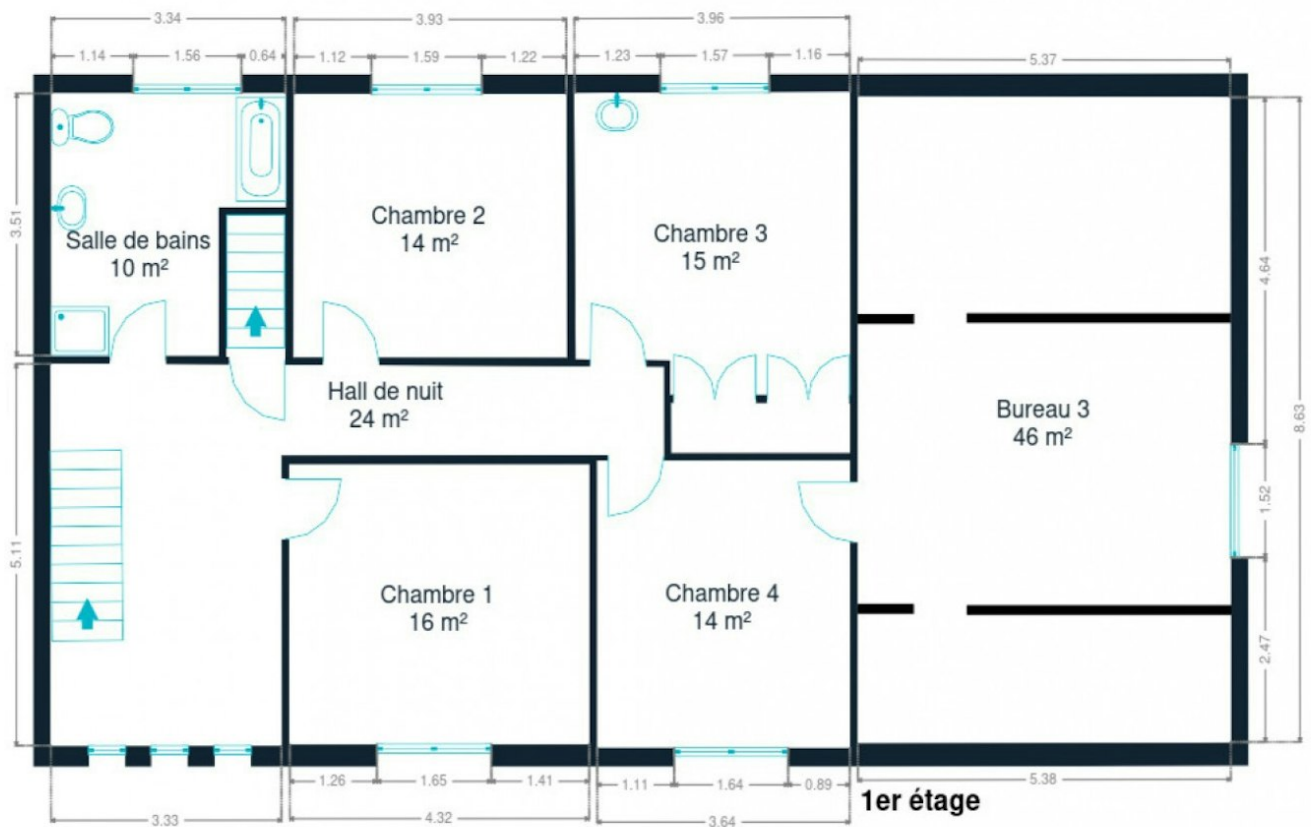 3.34
3.93
3.96
1.14
1.56
0.64
1.12
1.59
1.22
1.23
1.57
1.16
5.37
3.51
Salle de bains
10 m²
Chambre 2
14 m²
Chambre 3
15 m²
4.64
8.63
Hall de nuit
24 m²
Bureau 3
46 m²
1.52
5.11
Chambre 1
16 m²
Chambre 4
14 m²
2.47
1.26
1.65
1.41
1.11
1.64
0.89
5.38
1er étage
3.33
4.32
3.64